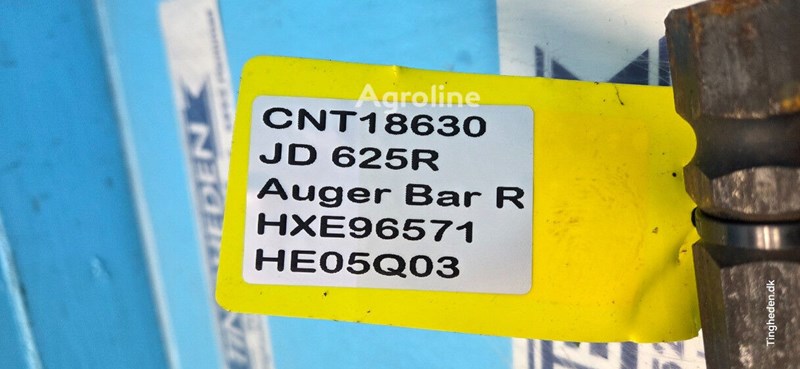 Agroline
CNT18630
JD 625R
Auger Bar R
HXE96571
HE05Q03
Tingheden.dk